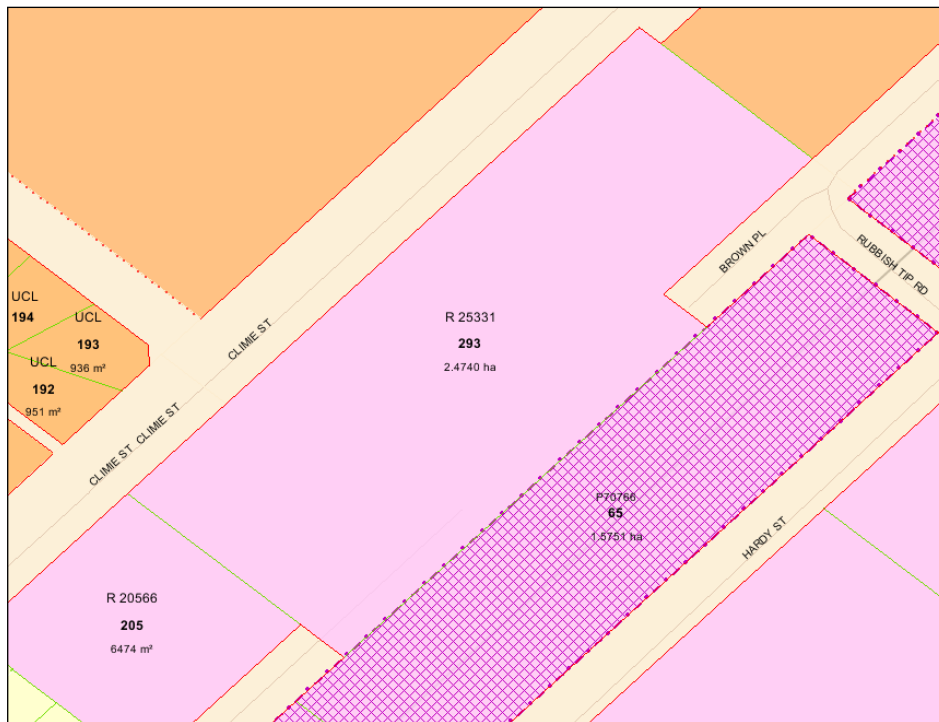 BROWN PL
RUBBISH TIP RD
UCL
194
UCL
193
936 m²
UCL
192
951 m²
CLIMIE ST
R 25331
293
2.4740 ha
CLIMIE ST CLIMIE ST
P70766
65
1.5751 ha
HARDY ST
R 20566
205
6474 m²